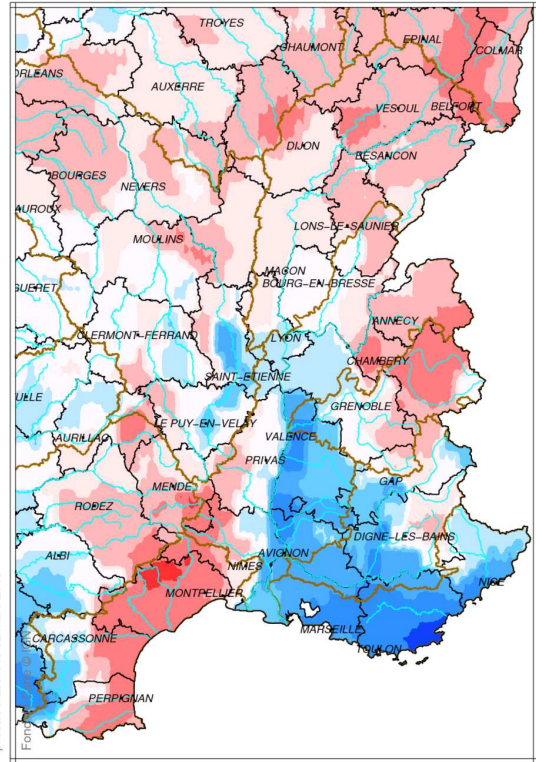 TROYES
EPINAL
CHAUMONT
COLMAR
ORLEANS
AUXERRE
VESOUL
BELFORT
DIJON
BESANCON
BOURGES
NEVERS
AUROUX
LONS-LE-SAUNIER
MOULINS
MACON
BOURG-EN-BRESSE
GUERET
ANNECY
CLERMONT-FERRAND
LYON
CHAMBERY
SAINT-ETIENNE
ULLE
GRENOBLE
LE PUY-EN-VELAY
AURILLAC
VALENCE
PRIVAS
MENDE
GAP
RODEZ
DIGNE-LES-BAINS
ALBI
AVIGNON
NIMES
NICE
MONTPELLIER
MARSEILLE
CARCASSONNE
TOULON
PERPIGNAN